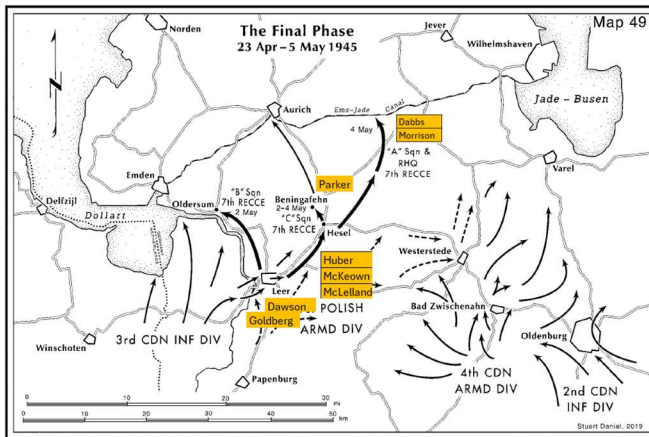 The Final Phase
23 Apr–5 May 1945
Map 49
N
Norden
Jever
Wilhelmshaven
Jade – Busen
Aurich
Ems-Jade Canal
4 May
Dabbs
Morrison
"A" Sqn &
RHQ
7th RECCE
Emden
Parker
Varel
"B" Sqn
7th RECCE
2 May
Beningafehn
2–4 May
"C" Sqn
7th RECCE
Oldersum
Delfzijl
Dollart
Hesel
Westerstede
Huber
McKeown
McLelland
Leer
Dawson
Goldberg
POLISH
ARMD DIV
Bad Zwischenahn
Oldenburg
3rd CDN INF DIV
Winschoten
4th CDN
ARMD DIV
2nd CDN
INF DIV
Papenburg
0 10 20 30
mi
0 10 20 30 40 50
km
Stuart Daniel, 2019